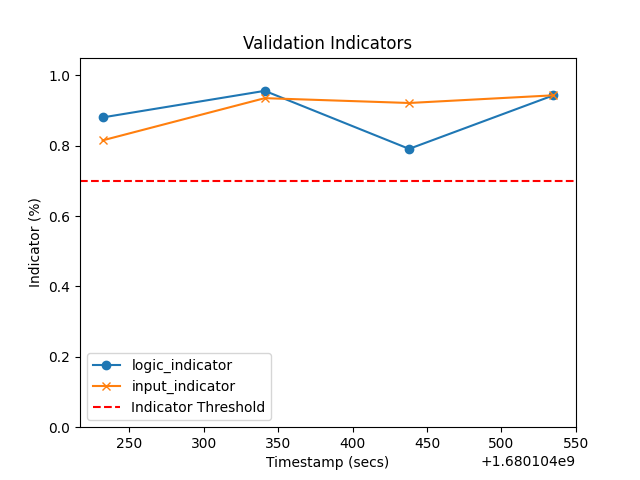 Validation Indicators
Indicator (%)
1.0
0.8
0.6
0.4
0.2
0.0
logic_indicator
input_indicator
Indicator Threshold
250 300 350 400 450 500 550
Timestamp (secs)
+1.680104e9